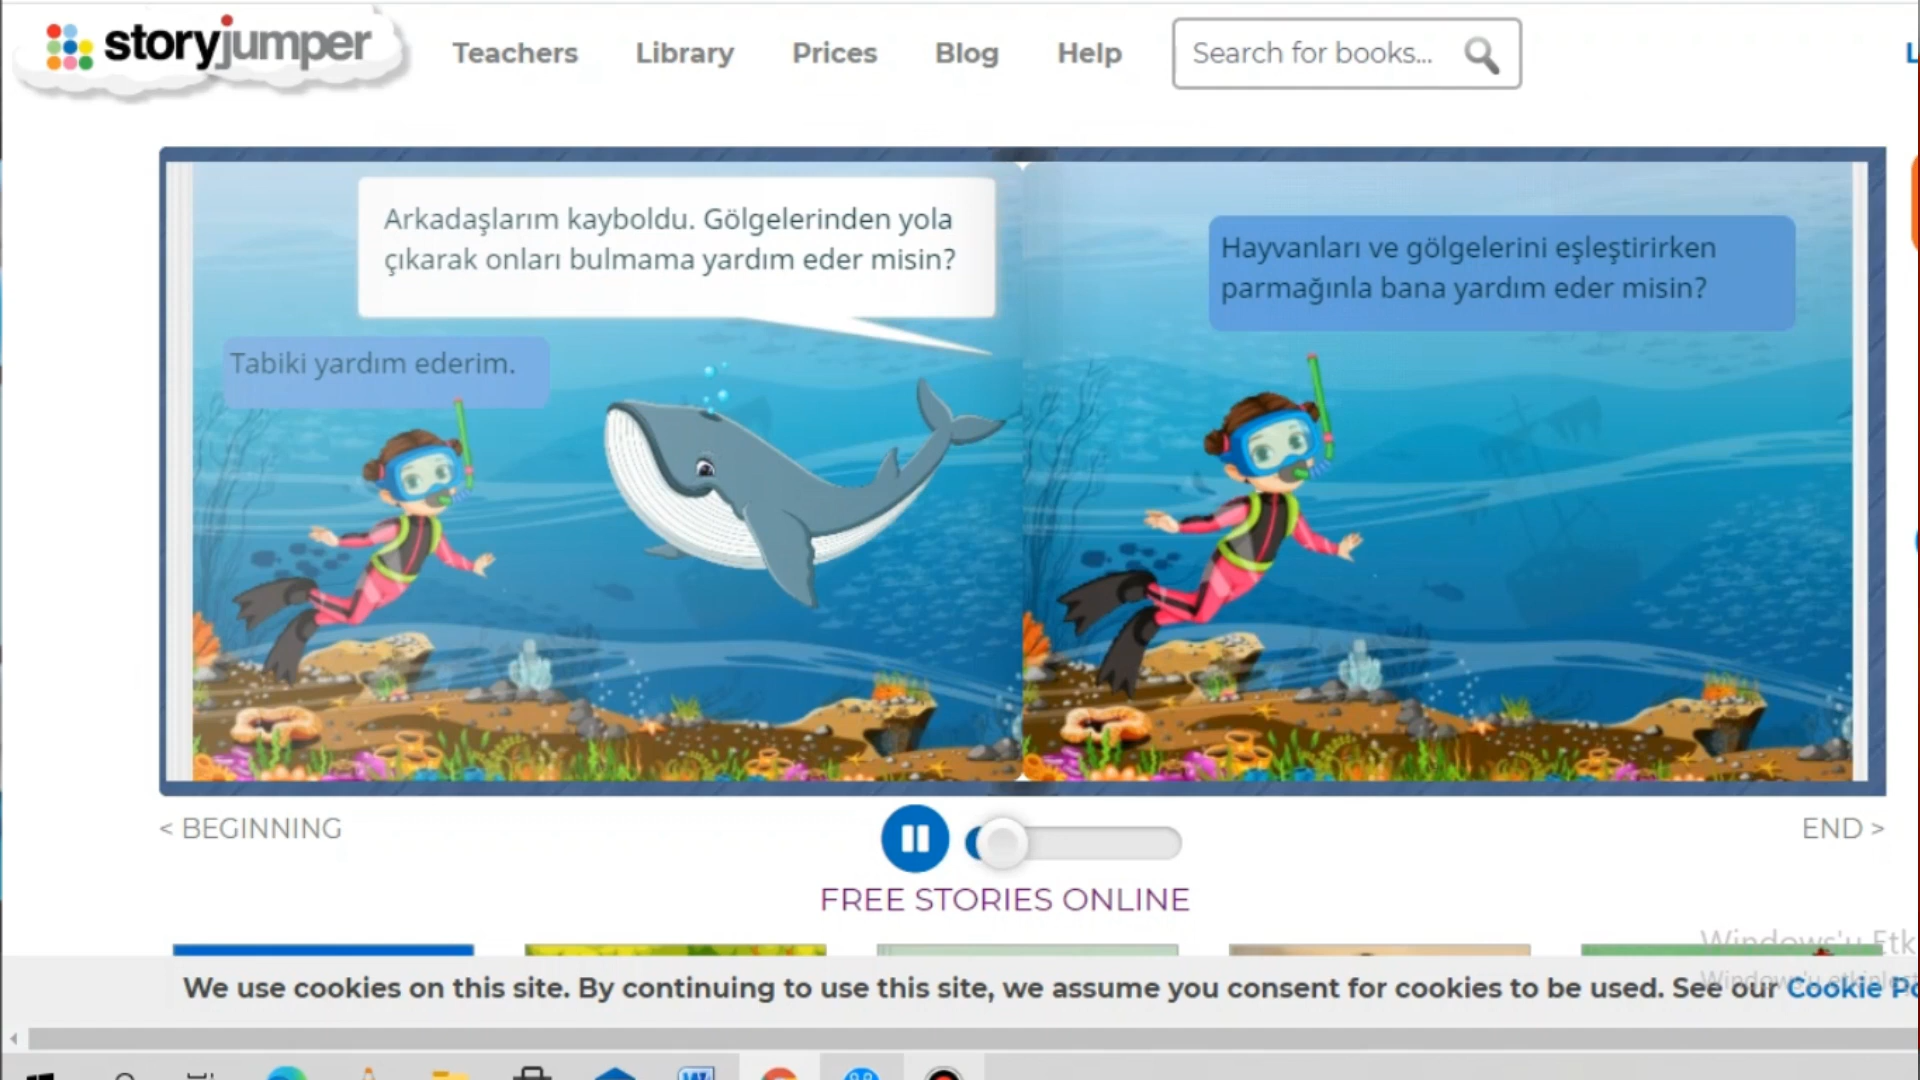 storyjumper
Teachers
Library
Prices
Blog
Help
Search for books...
Arkadaşlarım kayboldu. Gölgelerinden yola
çıkarak onları bulmama yardım eder misin?
Tabiki yardım ederim.
Hayvanları ve gölgelerini eşleştirirken
parmağınla bana yardım eder misin?
< BEGINNING
END >
FREE STORIES ONLINE
Windows'u Etk
We use cookies on this site. By continuing to use this site, we assume you consent for cookies to be used. See our Cookie